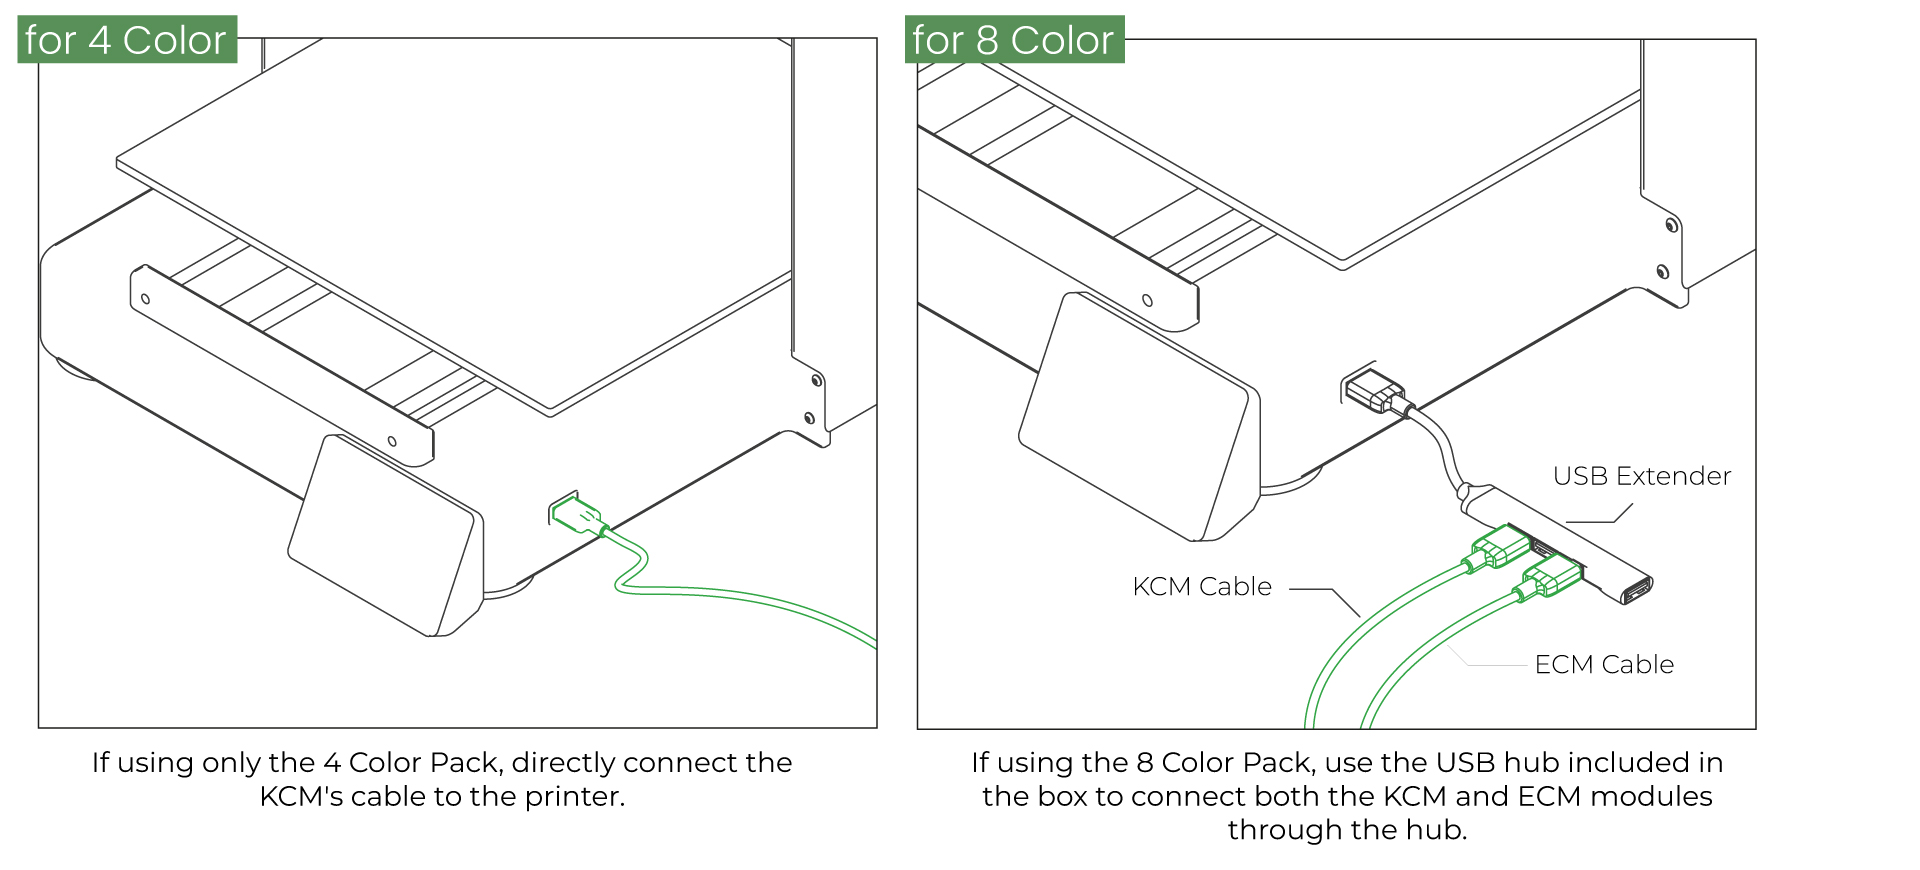 for 4 Color
If using only the 4 Color Pack, directly connect the
KCM's cable to the printer.
for 8 Color
USB Extender
KCM Cable
ECM Cable
If using the 8 Color Pack, use the USB hub included in
the box to connect both the KCM and ECM modules
through the hub.